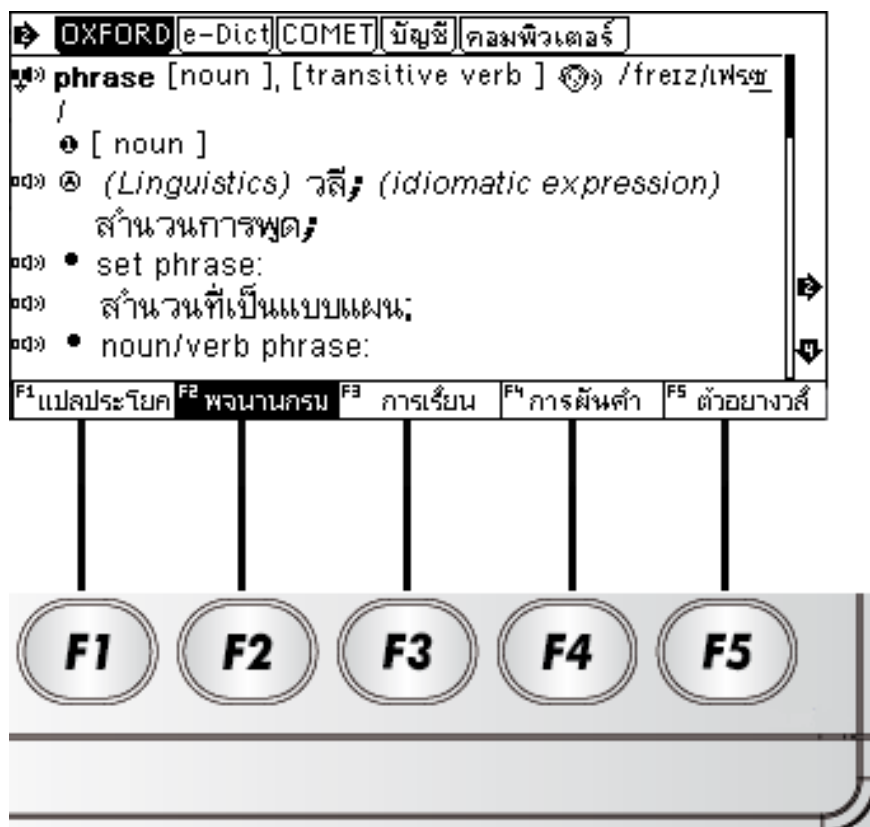 OXFORD e-Dict COMET บัญชี คอมพิวเตอร์
phrase [noun ], [transitive verb ] /freɪz/เฟรซ
/
❶ [ noun ]
Ⓐ (Linguistics) วลี; (idiomatic expression)
สำนวนการพูด;
• set phrase:
สำนวนที่เป็นแบบแผน;
• noun/verb phrase:
F1 แปลประโยค F2 พจนานุกรม F3 การเรียน F4 การผันคำ F5 ตัวอย่างวลี
F1 F2 F3 F4 F5